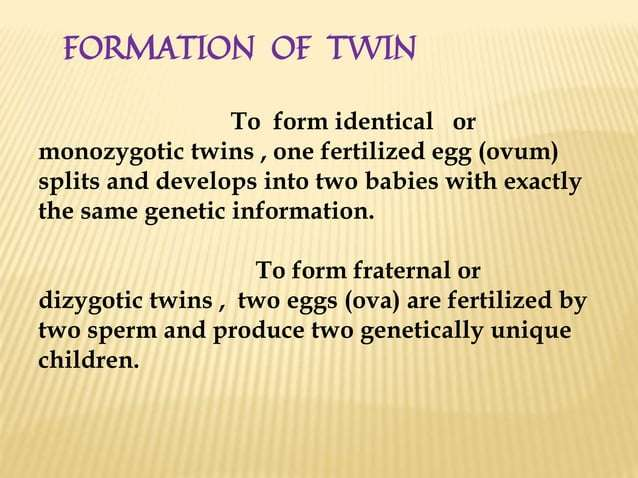 FORMATION OF TWIN
To form identical or
monozygotic twins , one fertilized egg (ovum)
splits and develops into two babies with exactly
the same genetic information.
To form fraternal or
dizygotic twins , two eggs (ova) are fertilized by
two sperm and produce two genetically unique
children.